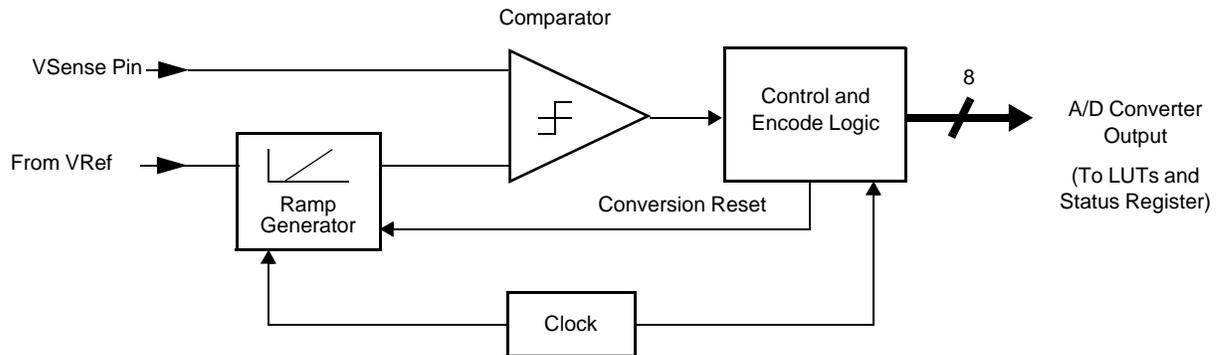 Comparator
VSense Pin
8
Control and
Encode Logic
A/D Converter
Output
From VRef
(To LUTs and
Status Register)
Ramp
Generator
Conversion Reset
Clock